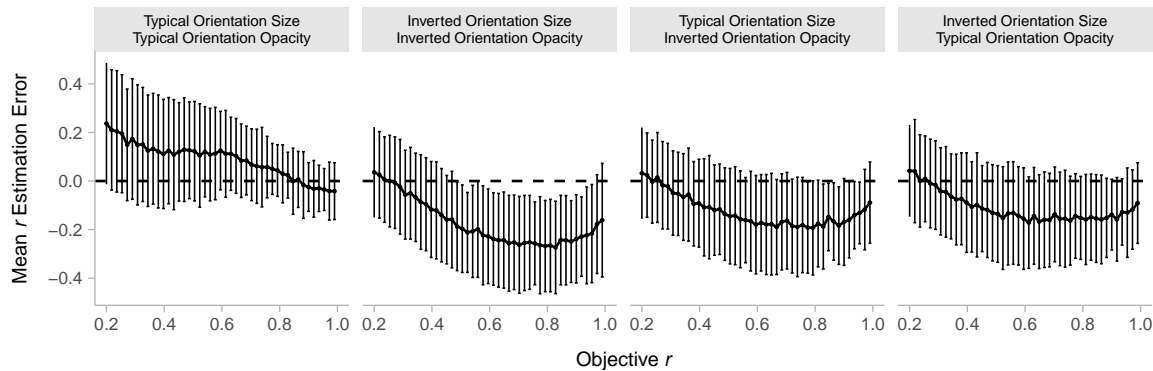 Typical Orientation Size
Typical Orientation Opacity
Inverted Orientation Size
Inverted Orientation Opacity
Typical Orientation Size
Inverted Orientation Opacity
Inverted Orientation Size
Typical Orientation Opacity
Mean r Estimation Error
0.4
0.2
0.0
−0.2
−0.4
0.2 0.4 0.6 0.8 1.0
0.2 0.4 0.6 0.8 1.0
0.2 0.4 0.6 0.8 1.0
0.2 0.4 0.6 0.8 1.0
Objective r